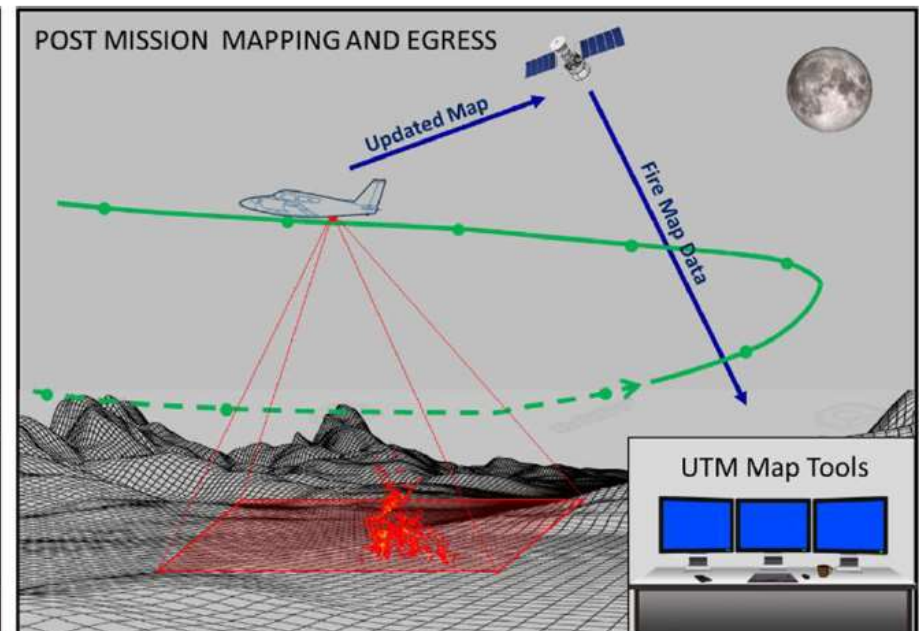 POST MISSION MAPPING AND EGRESS
Updated Map
Fire Map Data
UTM Map Tools